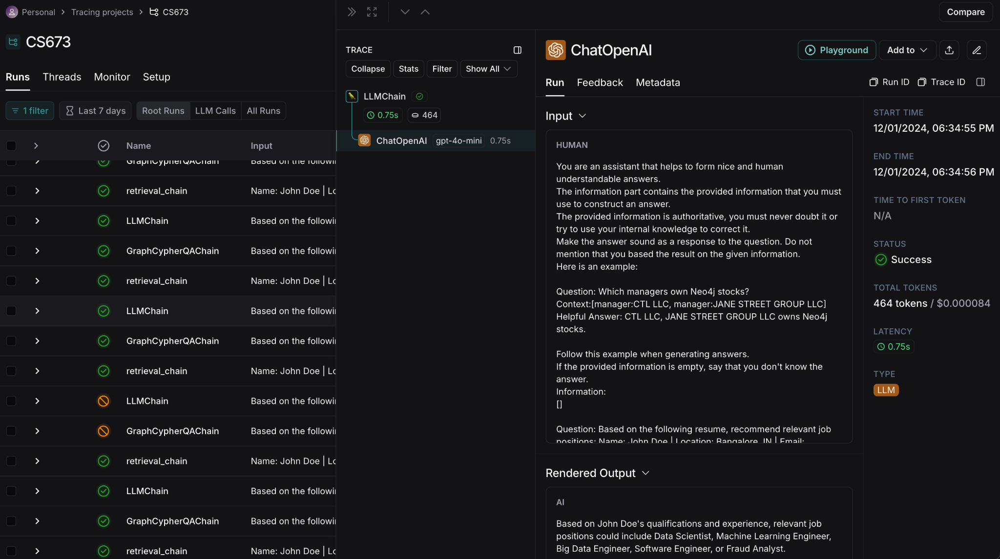 Personal > Tracing projects > CS673
CS673
Runs Threads Monitor Setup
1 filter Last 7 days Root Runs LLM Calls All Runs
Name Input
GraphCypherQAChain Based on the followi
retrieval_chain Name: John Doe | Lo
LLMChain Based on the followi
GraphCypherQAChain Based on the followi
retrieval_chain Name: John Doe | Lo
LLMChain Based on the followi
GraphCypherQAChain Based on the followi
retrieval_chain Name: John Doe | Lo
LLMChain Based on the followi
GraphCypherQAChain Based on the followi
retrieval_chain Name: John Doe | Lo
LLMChain Based on the followi
GraphCypherQAChain Based on the followi
retrieval_chain Name: John Doe | Lo
Compare
TRACE
Collapse Stats Filter Show All
LLMChain
0.75s 464
ChatOpenAI gpt-4o-mini 0.75s
ChatOpenAI
Playground Add to
Run Feedback Metadata
Run ID Trace ID
Input
HUMAN
You are an assistant that helps to form nice and human
understandable answers.
The information part contains the provided information that you must
use to construct an answer.
The provided information is authoritative, you must never doubt it or
try to use your internal knowledge to correct it.
Make the answer sound as a response to the question. Do not
mention that you based the result on the given information.
Here is an example:
Question: Which managers own Neo4j stocks?
Context:[manager:CTL LLC, manager:JANE STREET GROUP LLC]
Helpful Answer: CTL LLC, JANE STREET GROUP LLC owns Neo4j
stocks.
Follow this example when generating answers.
If the provided information is empty, say that you don't know the
answer.
Information:
[]
Question: Based on the following resume, recommend relevant job
positions: Name: John Doe | Location: Bangalore, IN | Email:
Rendered Output
AI
Based on John Doe's qualifications and experience, relevant job
positions could include Data Scientist, Machine Learning Engineer,
Big Data Engineer, Software Engineer, or Fraud Analyst.
START TIME
12/01/2024, 06:34:55 PM
END TIME
12/01/2024, 06:34:56 PM
TIME TO FIRST TOKEN
N/A
STATUS
Success
TOTAL TOKENS
464 tokens / $0.000084
LATENCY
0.75s
TYPE
LLM